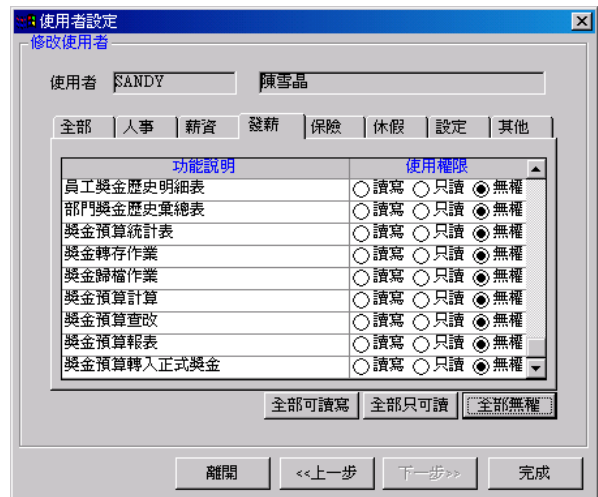 使用者設定
修改使用者
使用者 SANDY 陳雪晶
全部 人事 薪資 發薪 保險 休假 設定 其他
功能說明 使用權限
員工獎金歷史明細表 讀寫 只讀 無權
部門獎金歷史彙總表 讀寫 只讀 無權
獎金預算統計表 讀寫 只讀 無權
獎金轉存作業 讀寫 只讀 無權
獎金歸檔作業 讀寫 只讀 無權
獎金預算計算 讀寫 只讀 無權
獎金預算查改 讀寫 只讀 無權
獎金預算報表 讀寫 只讀 無權
獎金預算轉入正式獎金 讀寫 只讀 無權
全部可讀寫 全部只可讀 全部無權
離開 <<上一步 下一步>> 完成